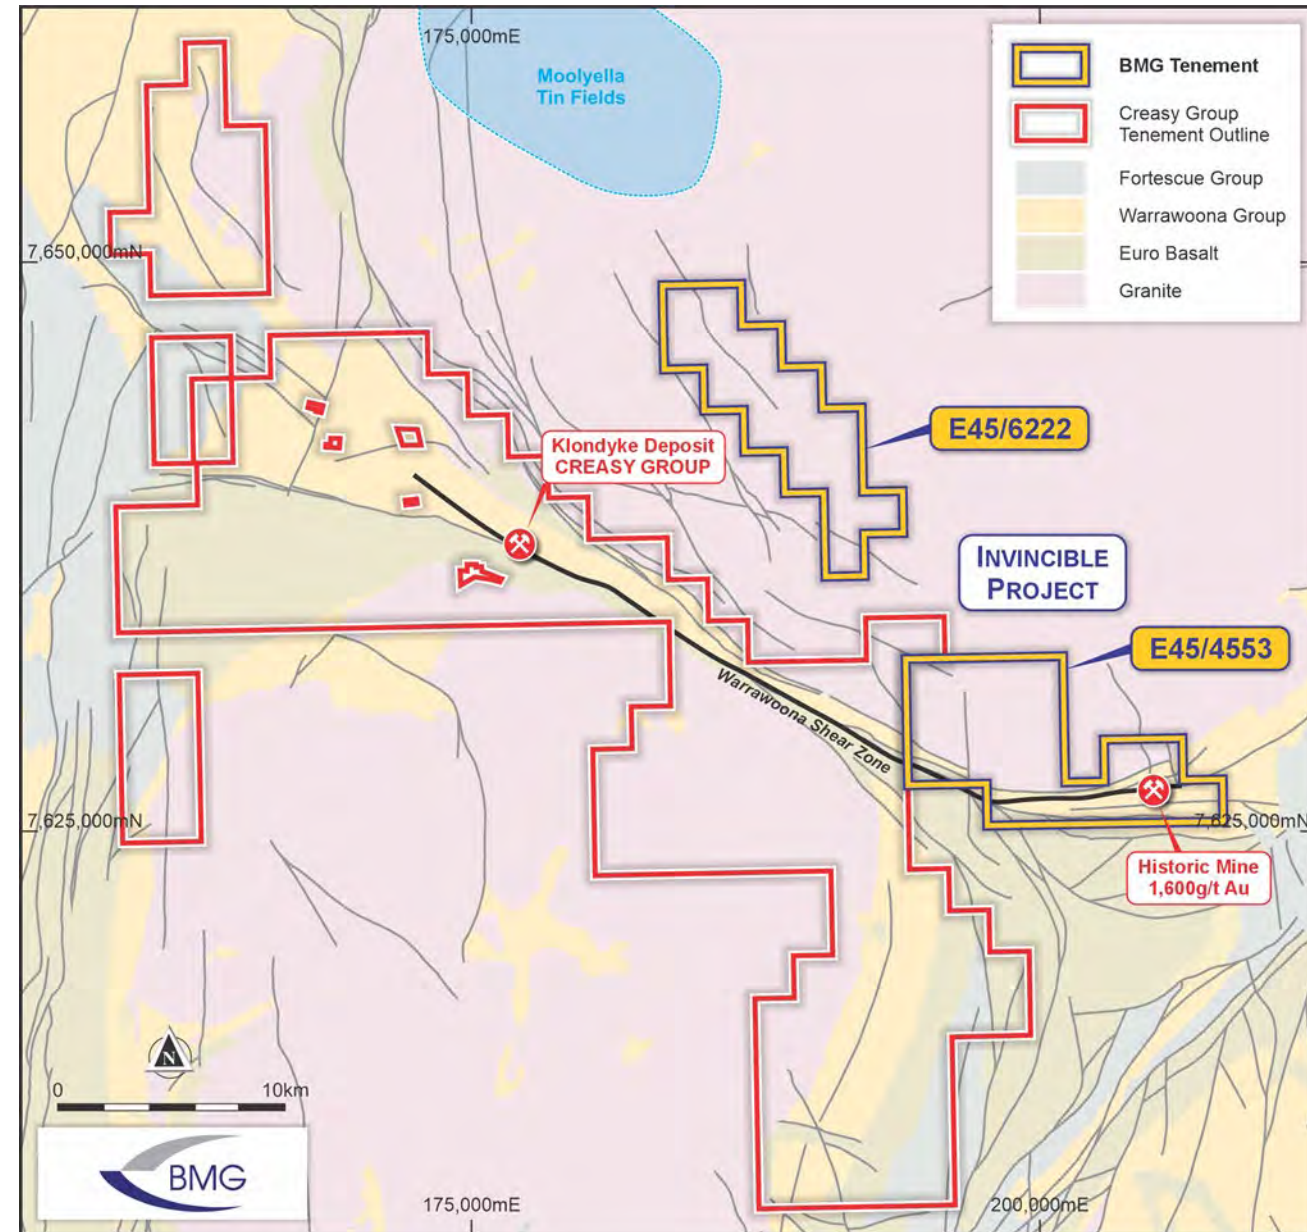 175,000mE
Moolyella
Tin Fields
BMG Tenement
Creasy Group
Tenement Outline
Fortescue Group
Warrawoona Group
Euro Basalt
Granite
7,650,000mN
E45/6222
Klondyke Deposit
CREASY GROUP
INVINCIBLE
PROJECT
E45/4553
Warrawoona Shear Zone
7,625,000mN
7,625,000mN
Historic Mine
1,600g/t Au
N
0 10km
BMG
175,000mE
200,000mE